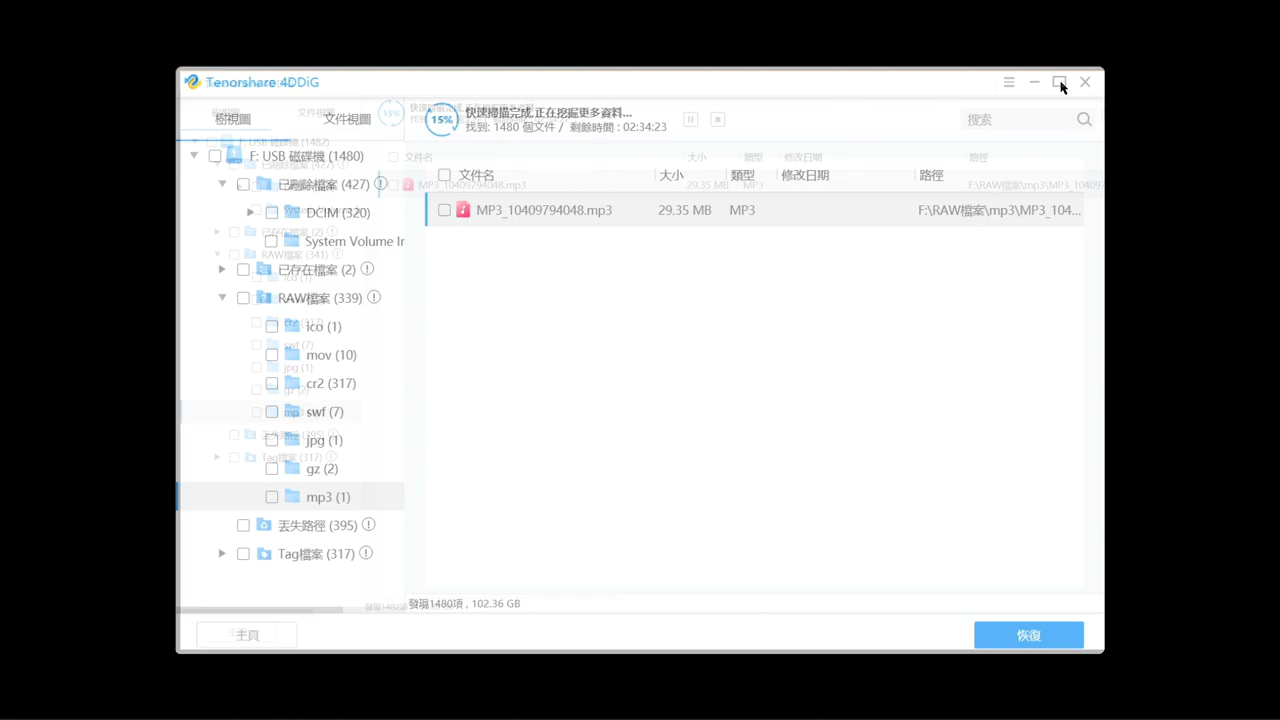 Tenorshare 4DDiG
樹視圖
文件視圖
15%
快速掃描完成,正在挖掘更多資料...
找到: 1480 個文件 / 剩餘時間 : 02:34:23
搜索
F: USB 磁碟機 (1480)
已刪除檔案 (427)
DCIM (320)
System Volume Ir
已存在檔案 (2)
RAW檔案 (339)
ico (1)
mov (10)
cr2 (317)
swf (7)
jpg (1)
gz (2)
mp3 (1)
丟失路徑 (395)
Tag檔案 (317)
文件名 大小 類型 修改日期 路徑
MP3_10409794048.mp3 29.35 MB MP3 F:\RAW檔案\mp3\MP3_104...
發現1480項 , 102.36 GB
主頁
恢復